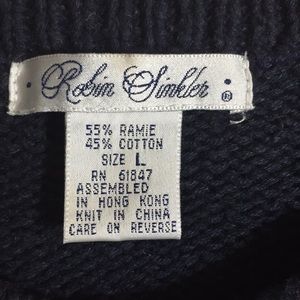 Robin Sinkler ®
55% RAMIE
45% COTTON
SIZE L
RN 61847
ASSEMBLED
IN HONG KONG
KNIT IN CHINA
CARE ON REVERSE